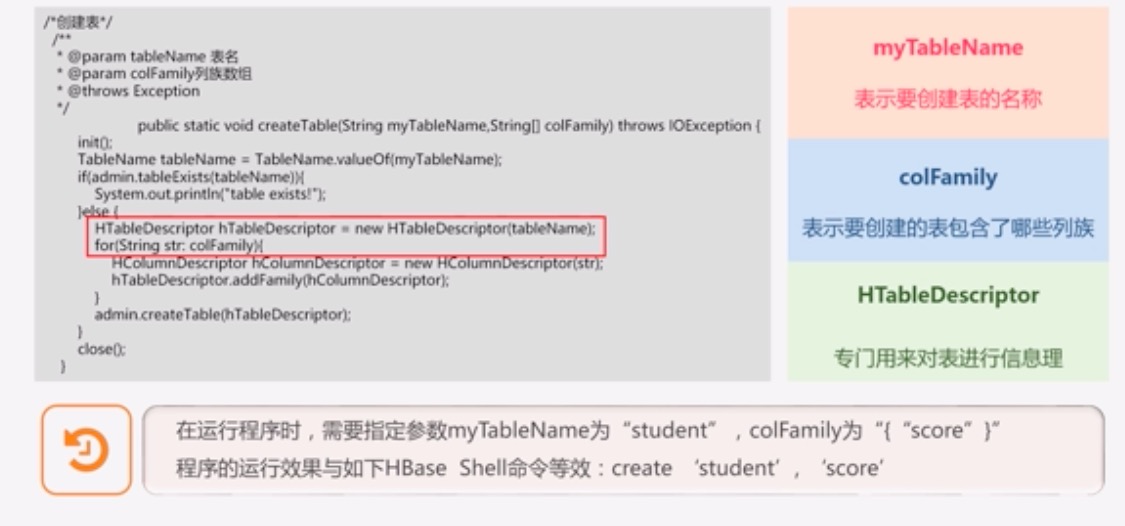 /*创建表*/
/**
* @param tableName 表名
* @param colFamily列族数组
* @throws Exception
*/
public static void createTable(String myTableName,String[] colFamily) throws IOException {
init();
TableName tableName = TableName.valueOf(myTableName);
if(admin.tableExists(tableName)){
System.out.println("table exists!");
}else {
HTableDescriptor hTableDescriptor = new HTableDescriptor(tableName);
for(String str: colFamily){
HColumnDescriptor hColumnDescriptor = new HColumnDescriptor(str);
hTableDescriptor.addFamily(hColumnDescriptor);
}
admin.createTable(hTableDescriptor);
}
close();
}
myTableName
表示要创建表的名称
colFamily
表示要创建的表包含了哪些列族
HTableDescriptor
专门用来对表进行信息理
在运行程序时，需要指定参数myTableName为“student”，colFamily为“{“score”}”
程序的运行效果与如下HBase Shell命令等效：create ‘student’, ‘score’